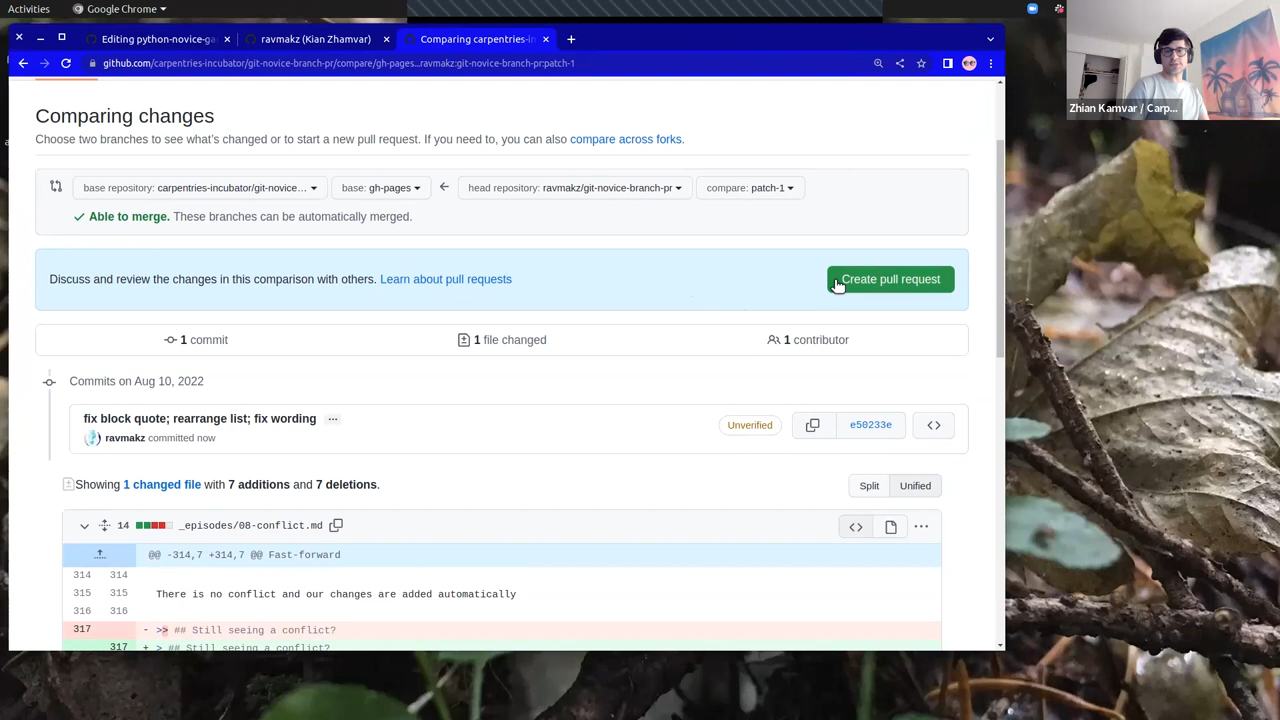 Activities
Google Chrome
Editing python-novice-ga
ravmakz (Kian Zhamvar)
Comparing carpentries-in
github.com/carpentries-incubator/git-novice-branch-pr/compare/gh-pages...ravmakz:git-novice-branch-pr:patch-1
Zhian Kamvar / Carp...
Comparing changes
Choose two branches to see what's changed or to start a new pull request. If you need to, you can also compare across forks.
base repository: carpentries-incubator/git-novice...
base: gh-pages
head repository: ravmakz/git-novice-branch-pr
compare: patch-1
Able to merge. These branches can be automatically merged.
Discuss and review the changes in this comparison with others. Learn about pull requests
Create pull request
1 commit
1 file changed
1 contributor
Commits on Aug 10, 2022
fix block quote; rearrange list; fix wording ...
ravmakz committed now
Unverified
e50233e
Showing 1 changed file with 7 additions and 7 deletions.
Split
Unified
14 _episodes/08-conflict.md
@@ -314,7 +314,7 @@ Fast-forward
314 314
315 315 There is no conflict and our changes are added automatically
316 316
317 - >> ## Still seeing a conflict?
317 + > ## Still seeing a conflict?